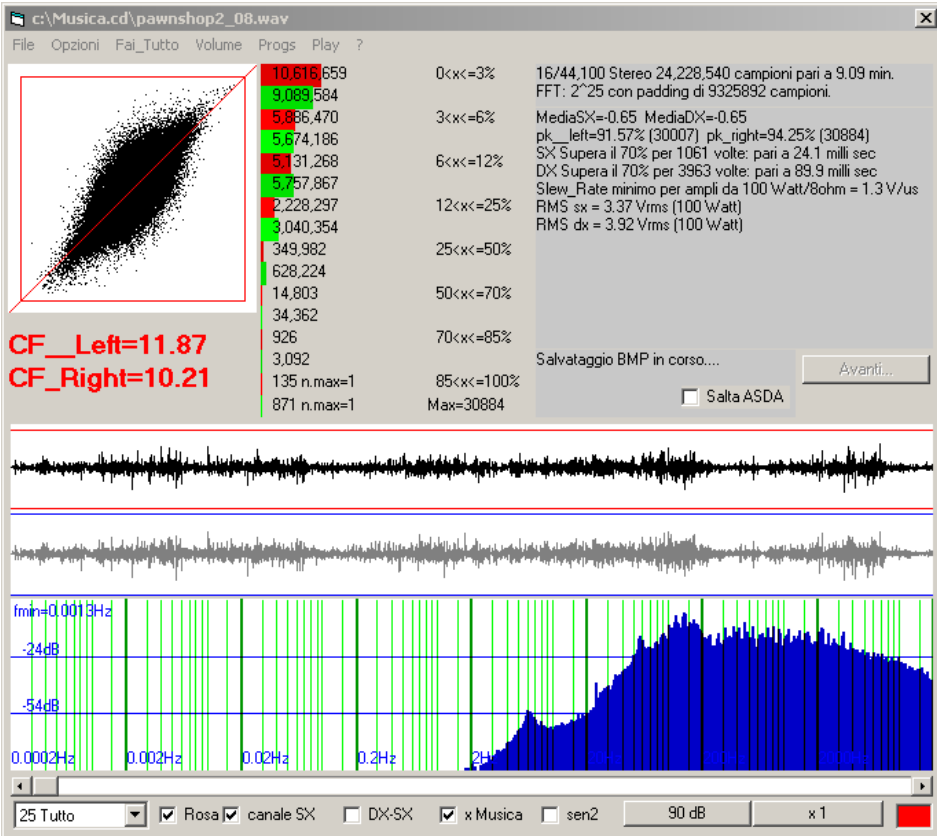 c:\Musica.cd\pawnshop2_08.wav
File Opzioni Fai_Tutto Volume Progs Play ?
10,616,659 0<x<=3%
9,089,584
5,886,470 3<x<=6%
5,674,186
5,131,268 6<x<=12%
5,757,867
2,228,297 12<x<=25%
3,040,354
349,982 25<x<=50%
628,224
14,803 50<x<=70%
34,362
926 70<x<=85%
3,092
135 n.max=1 85<x<=100%
871 n.max=1 Max=30884
16/44,100 Stereo 24,228,540 campioni pari a 9.09 min.
FFT: 2^25 con padding di 9325892 campioni.
MediaSX=-0.65 MediaDX=-0.65
pk__left=91.57% (30007) pk_right=94.25% (30884)
SX Supera il 70% per 1061 volte: pari a 24.1 milli sec
DX Supera il 70% per 3963 volte: pari a 89.9 milli sec
Slew_Rate minimo per ampli da 100 Watt/8ohm = 1.3 V/us
RMS sx = 3.37 Vrms (100 Watt)
RMS dx = 3.92 Vrms (100 Watt)
CF__Left=11.87
CF_Right=10.21
Salvataggio BMP in corso....
Avanti...
Salta ASDA
fmin=0.0013Hz
-24dB
-54dB
0.0002Hz 0.002Hz 0.02Hz 0.2Hz 2Hz
25 Tutto Rosa canale SX DX-SX x Musica sen2 90 dB x 1